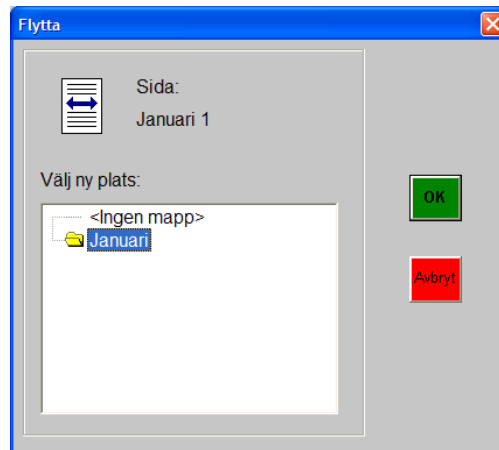 Flytta
Sida:
Januari 1
Välj ny plats:
<Ingen mapp>
Januari
OK
Avbryt